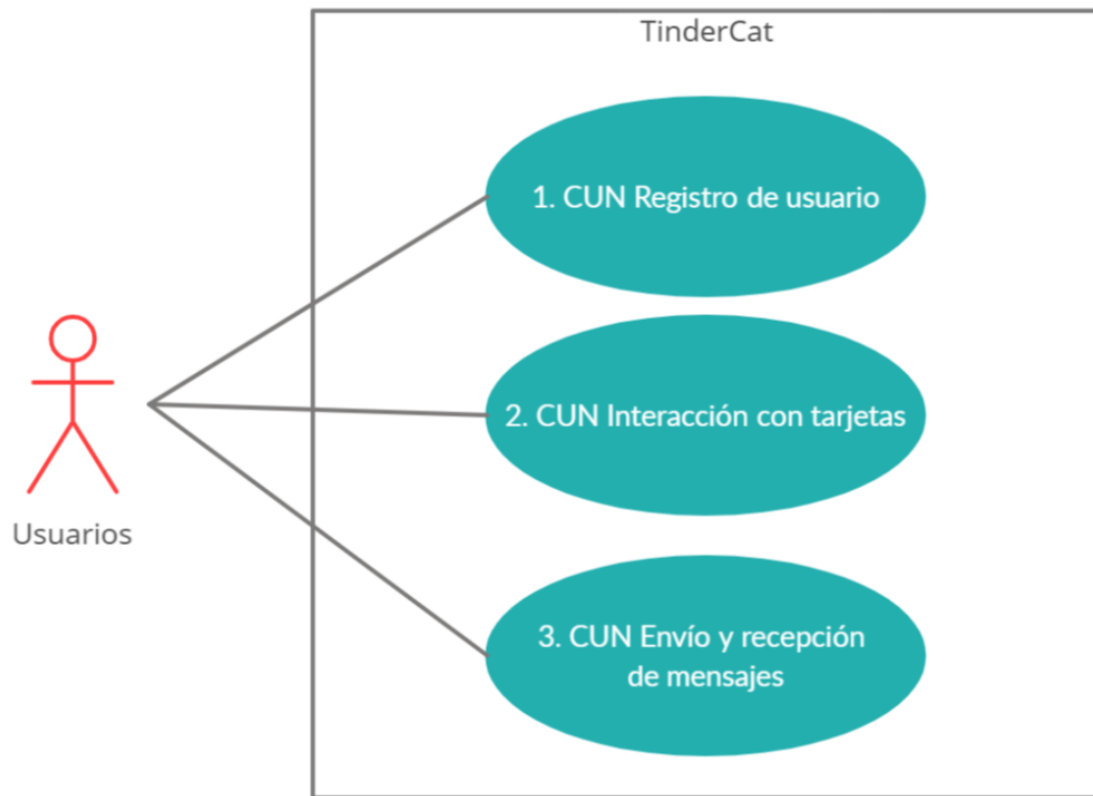 TinderCat
1. CUN Registro de usuario
2. CUN Interacción con tarjetas
Usuarios
3. CUN Envío y recepción
de mensajes